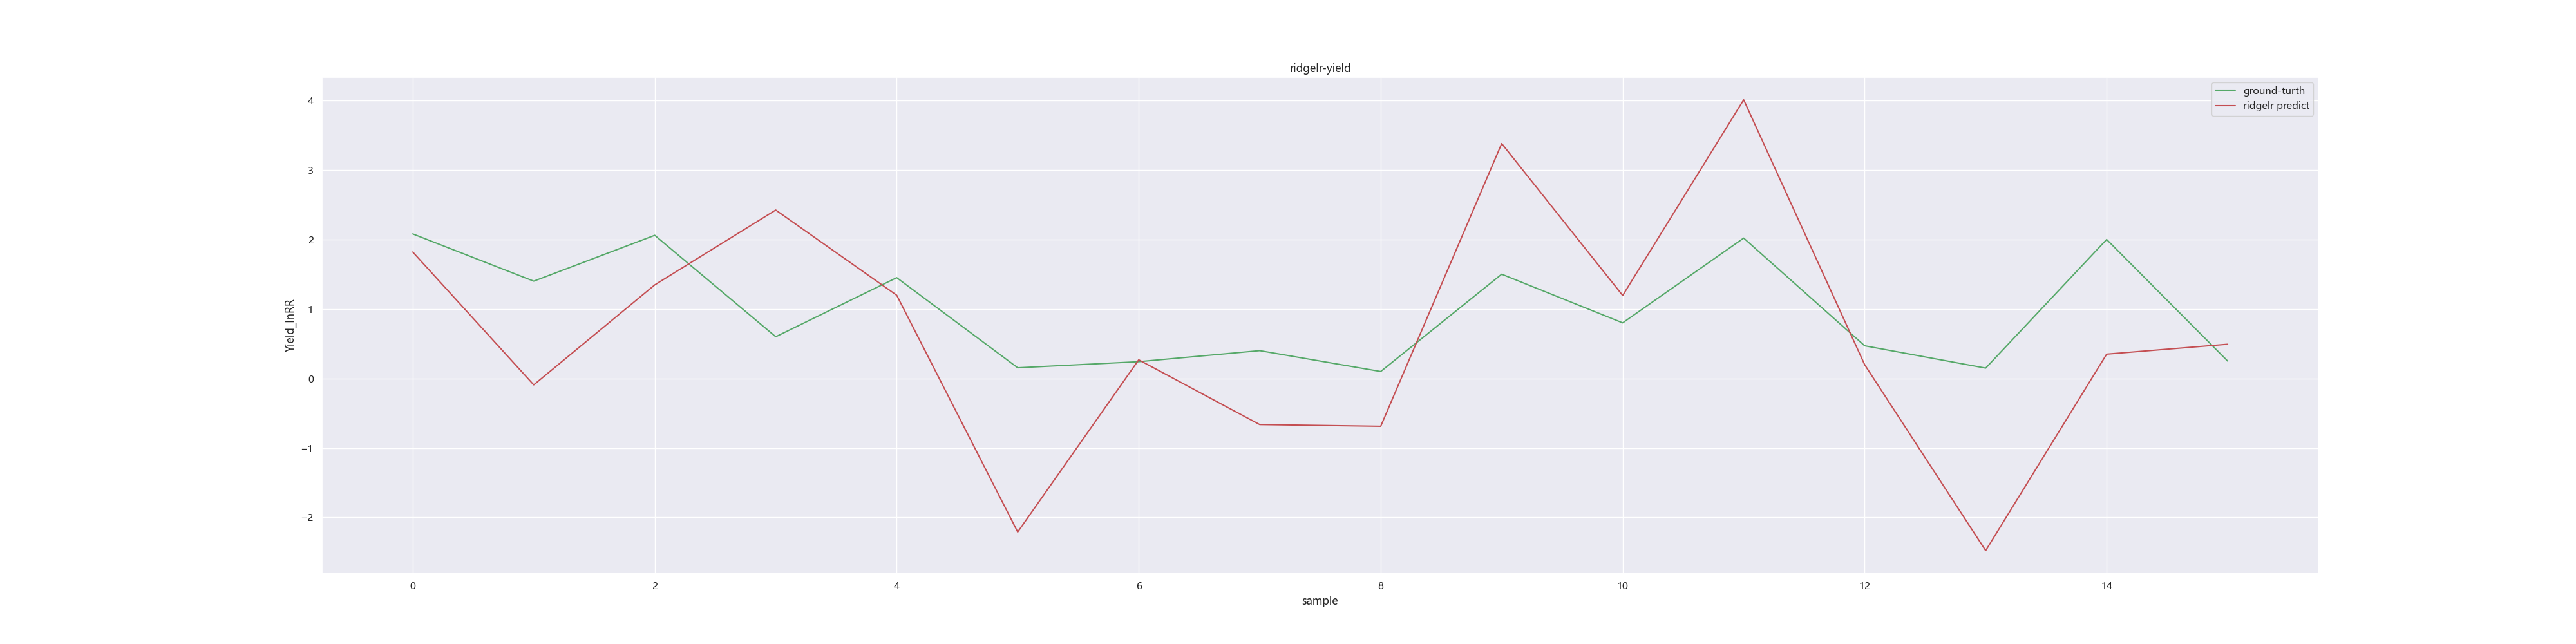 ridgelr-yield
ground-turth
ridgelr predict
4
3
2
1
0
−1
−2
Yield_lnRR
0 2 4 6 8 10 12 14
sample